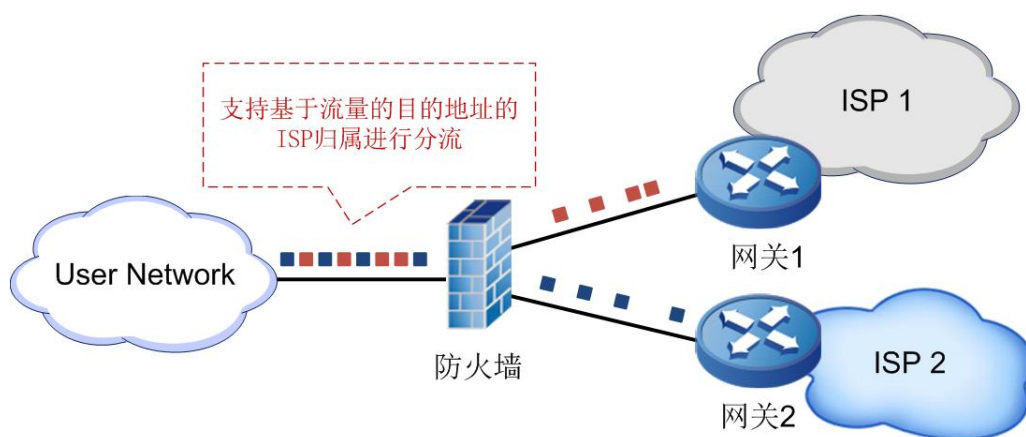 支持基于流量的目的地址的
ISP归属进行分流
ISP 1
User Network
网关1
防火墙
ISP 2
网关2